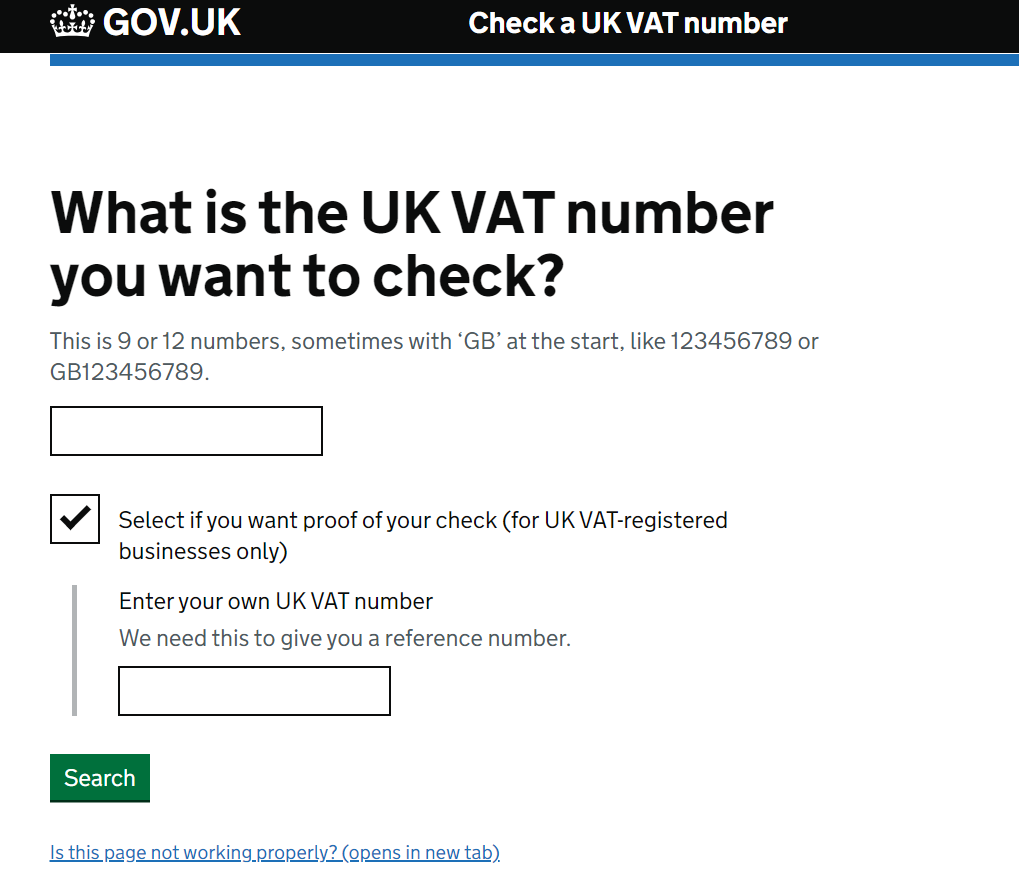 GOV.UK
Check a UK VAT number
What is the UK VAT number
you want to check?
This is 9 or 12 numbers, sometimes with ‘GB’ at the start, like 123456789 or
GB123456789.
Select if you want proof of your check (for UK VAT-registered
businesses only)
Enter your own UK VAT number
We need this to give you a reference number.
Search
Is this page not working properly? (opens in new tab)